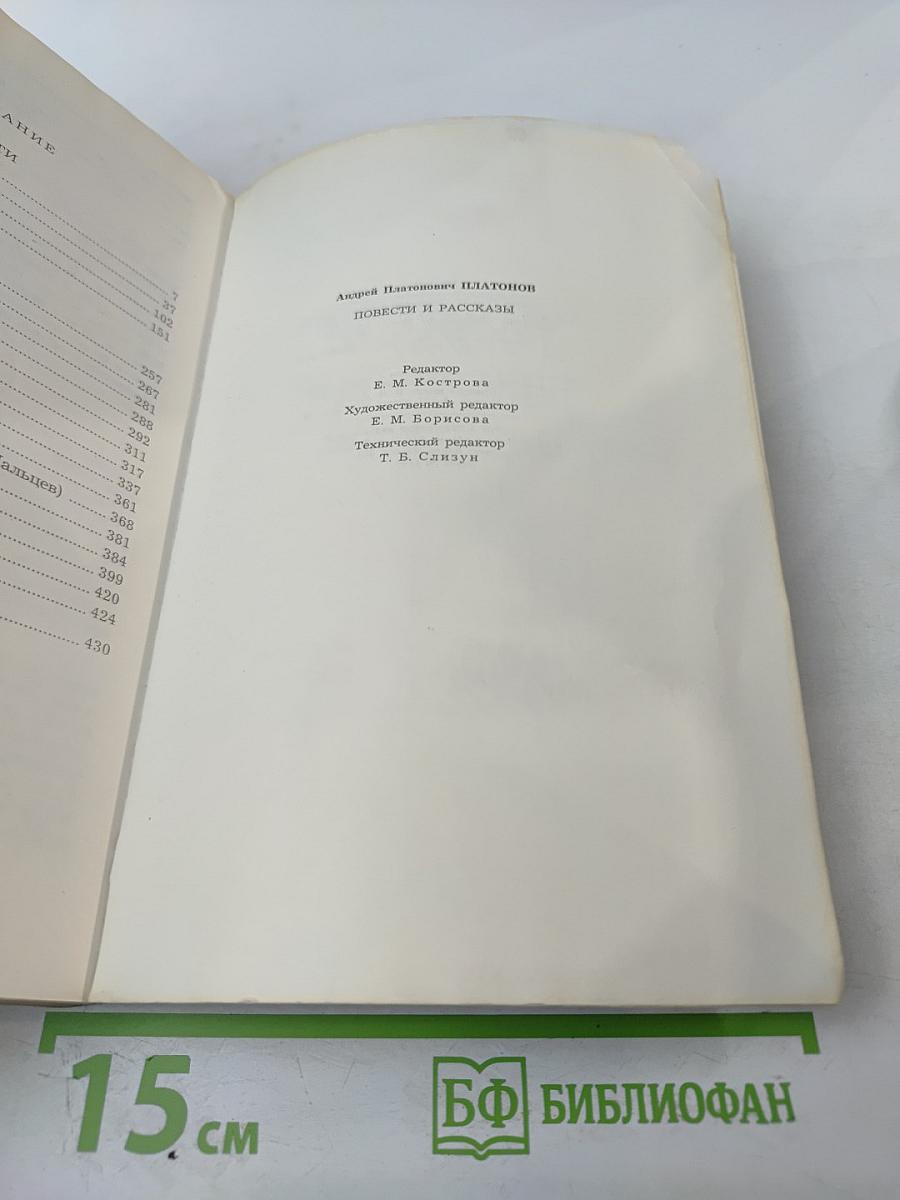 АНИЕ
ТИ
7
37
102
151
257
267
281
288
292
311
317
337
361
Мальцев) 368
381
384
399
420
424
430
Андрей Платонович ПЛАТОНОВ
ПОВЕСТИ И РАССКАЗЫ
Редактор
Е. М. Кострова
Художественный редактор
Е. М. Борисова
Технический редактор
Т. Б. Слизун
15 см
БФ БИБЛИОФАН